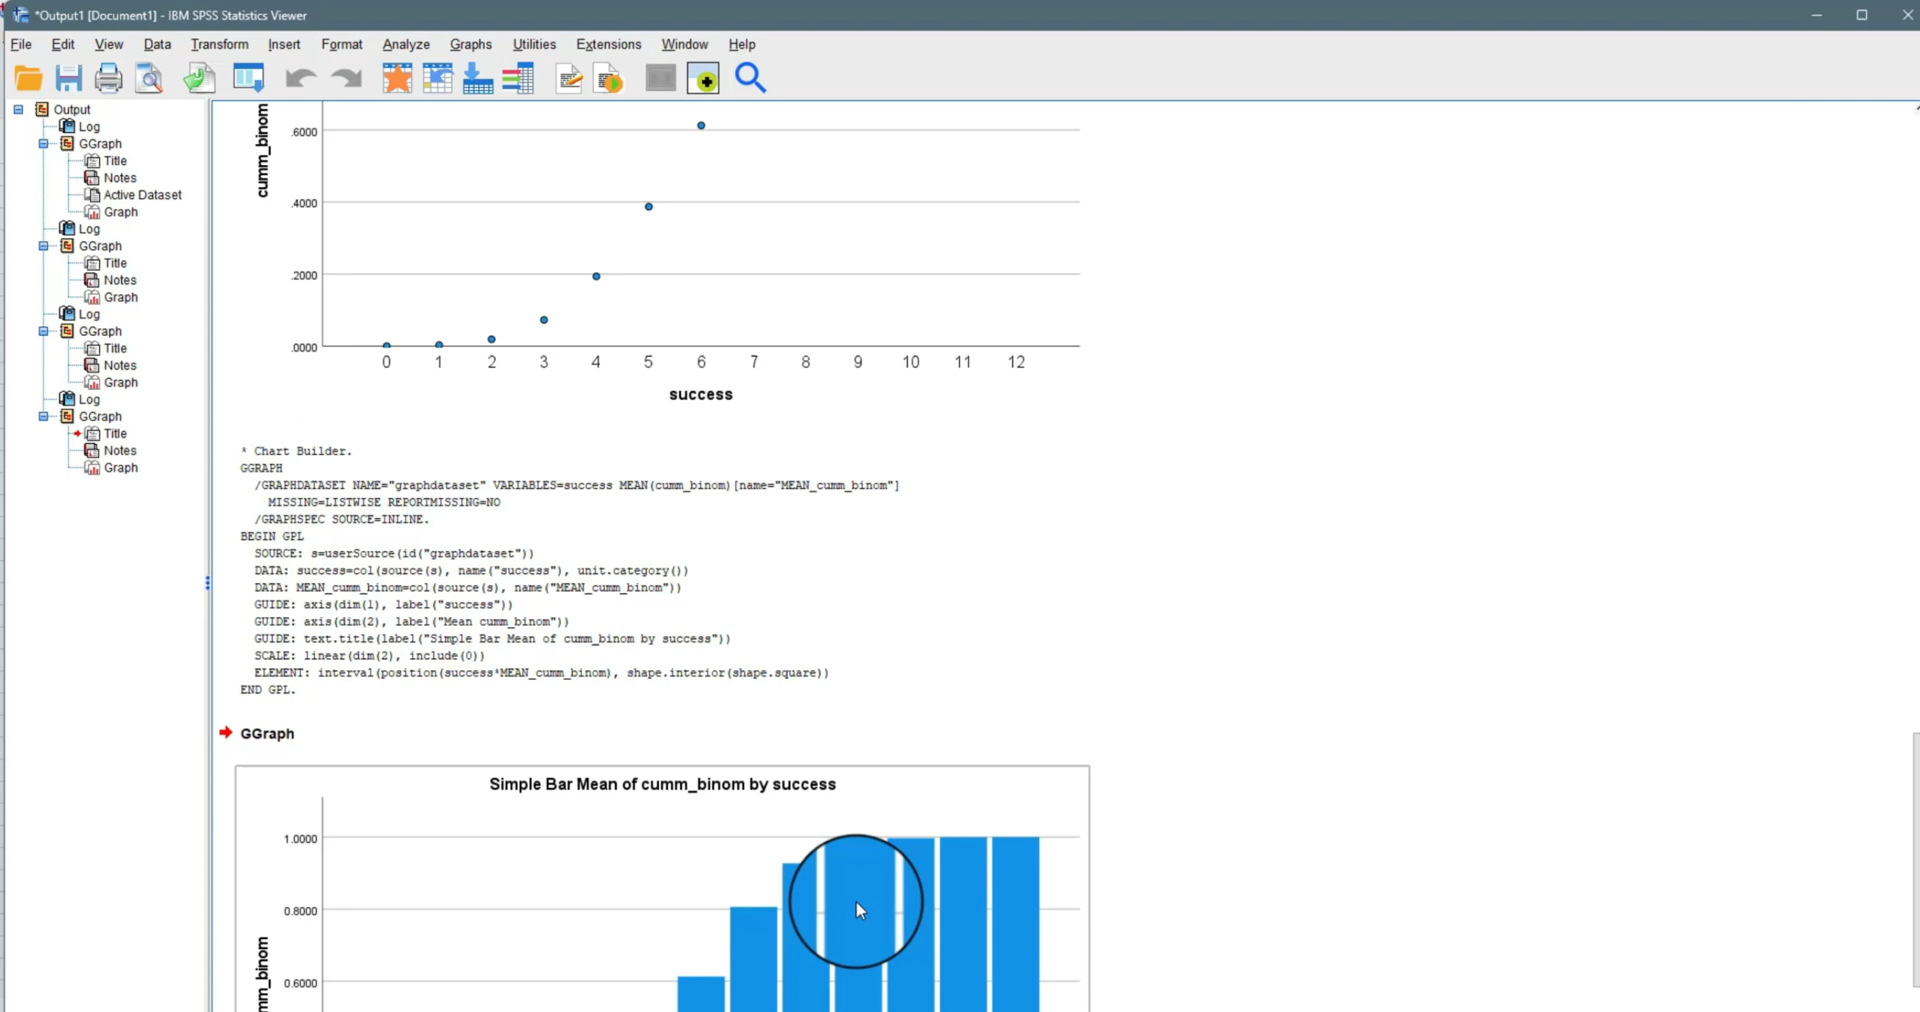 *Output1 [Document1] - IBM SPSS Statistics Viewer
File Edit View Data Transform Insert Format Analyze Graphs Utilities Extensions Window Help
Output
Log
GGraph
Title
Notes
Active Dataset
Graph
Log
GGraph
Title
Notes
Graph
Log
GGraph
Title
Notes
Graph
Log
GGraph
Title
Notes
Graph
cumm_binom
.6000
.4000
.2000
.0000
0 1 2 3 4 5 6 7 8 9 10 11 12
success
* Chart Builder.
GGRAPH
/GRAPHDATASET NAME="graphdataset" VARIABLES=success MEAN(cumm_binom)[name="MEAN_cumm_binom"]
MISSING=LISTWISE REPORTMISSING=NO
/GRAPHSPEC SOURCE=INLINE.
BEGIN GPL
SOURCE: s=userSource(id("graphdataset"))
DATA: success=col(source(s), name("success"), unit.category())
DATA: MEAN_cumm_binom=col(source(s), name("MEAN_cumm_binom"))
GUIDE: axis(dim(1), label("success"))
GUIDE: axis(dim(2), label("Mean cumm_binom"))
GUIDE: text.title(label("Simple Bar Mean of cumm_binom by success"))
SCALE: linear(dim(2), include(0))
ELEMENT: interval(position(success*MEAN_cumm_binom), shape.interior(shape.square))
END GPL.
GGraph
Simple Bar Mean of cumm_binom by success
1.0000
0.8000
0.6000
mm_binom